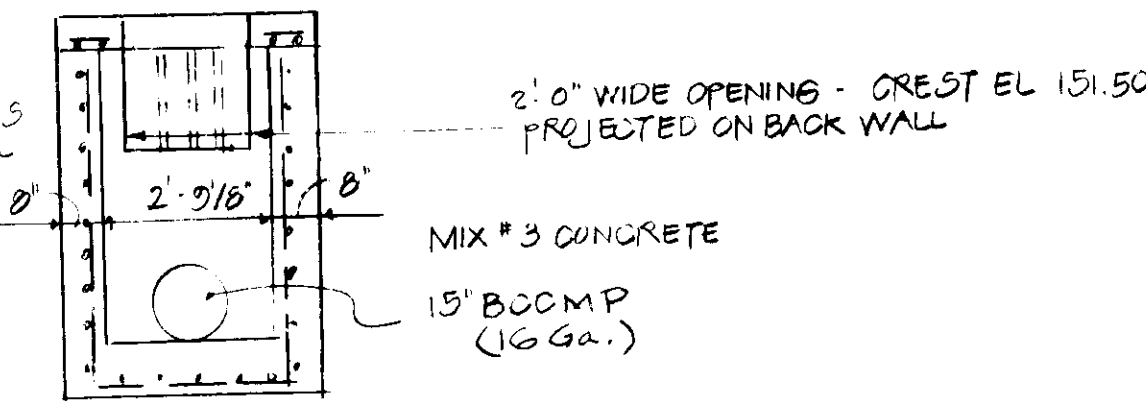 2'-0" WIDE OPENING - CREST EL 151.50
PROJECTED ON BACK WALL
S
8"
2'-9 1/8"
8"
MIX #3 CONCRETE
15" BCCMP
(16 Ga.)